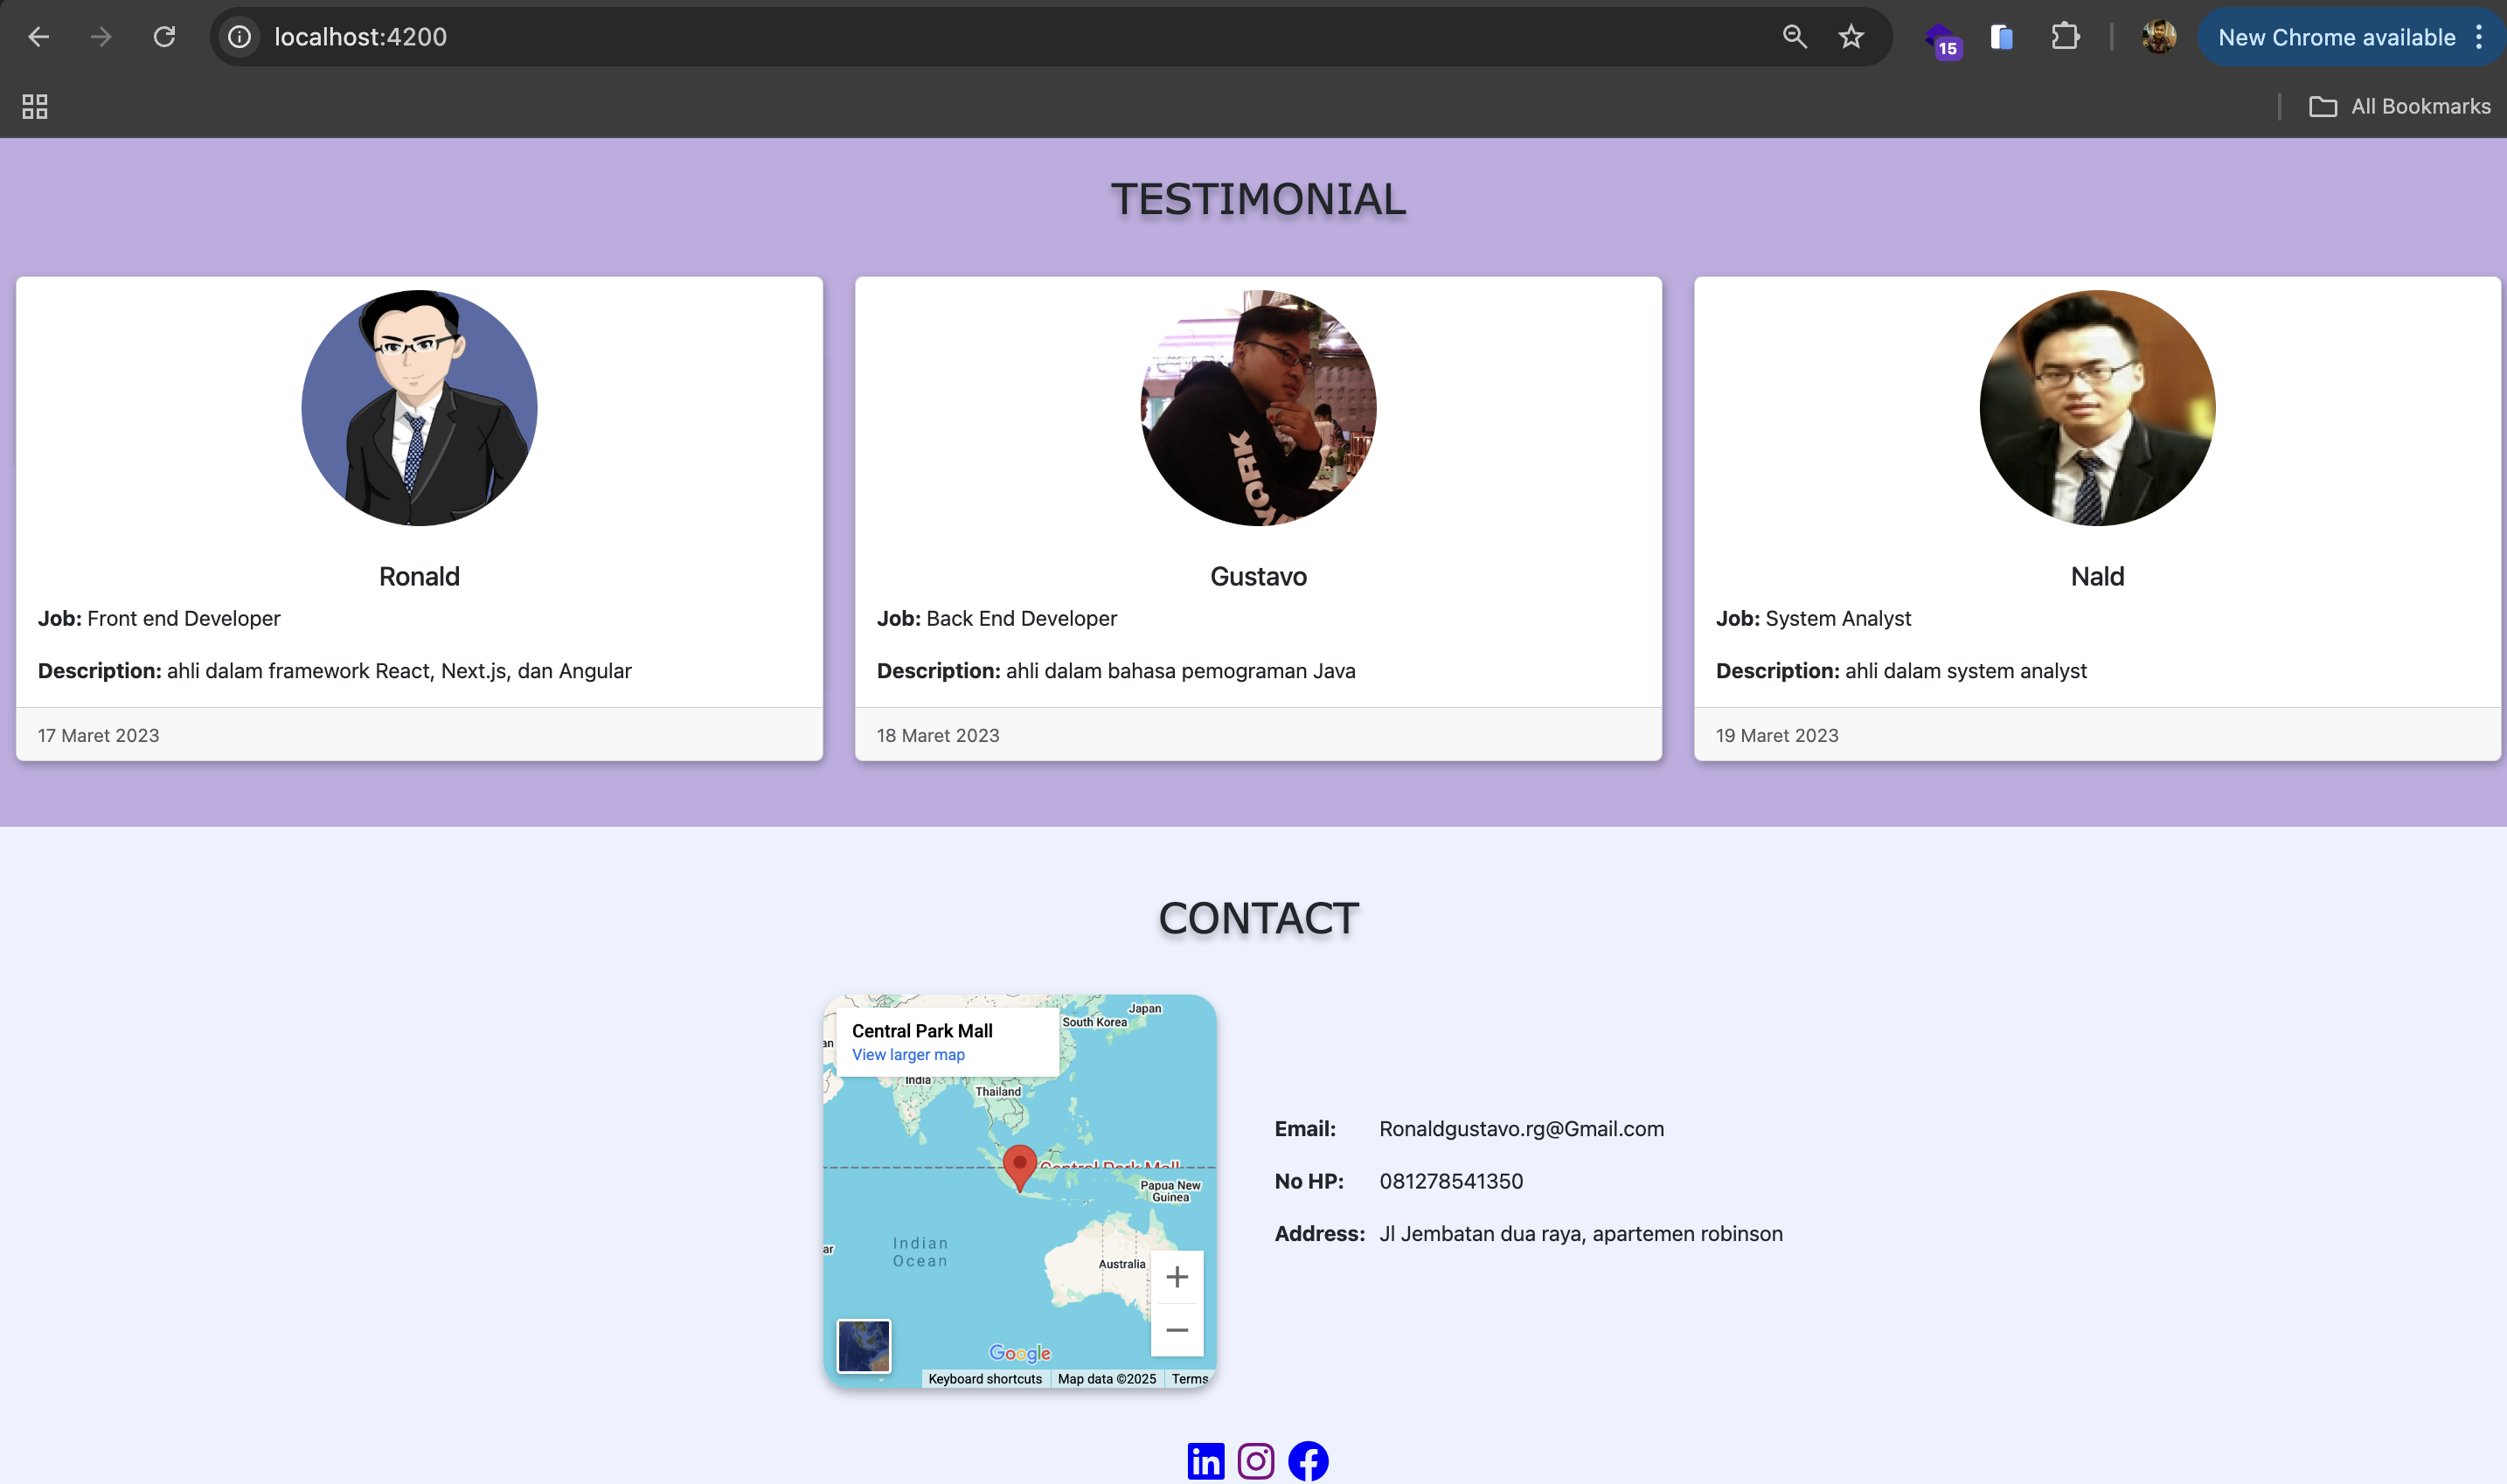 localhost:4200
15
New Chrome available
All Bookmarks
TESTIMONIAL
Ronald
Job: Front end Developer
Description: ahli dalam framework React, Next.js, dan Angular
17 Maret 2023
YORK
Gustavo
Job: Back End Developer
Description: ahli dalam bahasa pemograman Java
18 Maret 2023
Nald
Job: System Analyst
Description: ahli dalam system analyst
19 Maret 2023
CONTACT
Central Park Mall
View larger map
Japan
South Korea
an
India
Thailand
Central Park Mall
Papua New
Guinea
ar
Indian
Ocean
Australia
Google
Keyboard shortcuts
Map data ©2025
Terms
Email: Ronaldgustavo.rg@Gmail.com
No HP: 081278541350
Address: Jl Jembatan dua raya, apartemen robinson
in